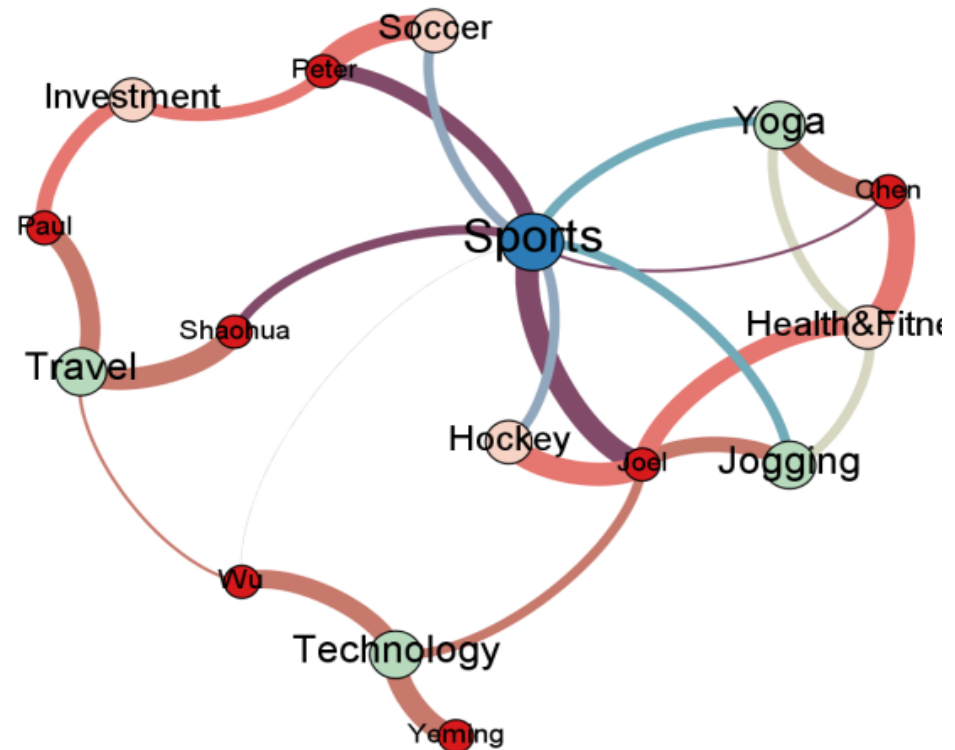 Soccer
Peter
Investment
Yoga
Chen
Paul
Sports
Shaohua
Health&Fitne
Travel
Hockey
Joel
Jogging
Wu
Technology
Yeming